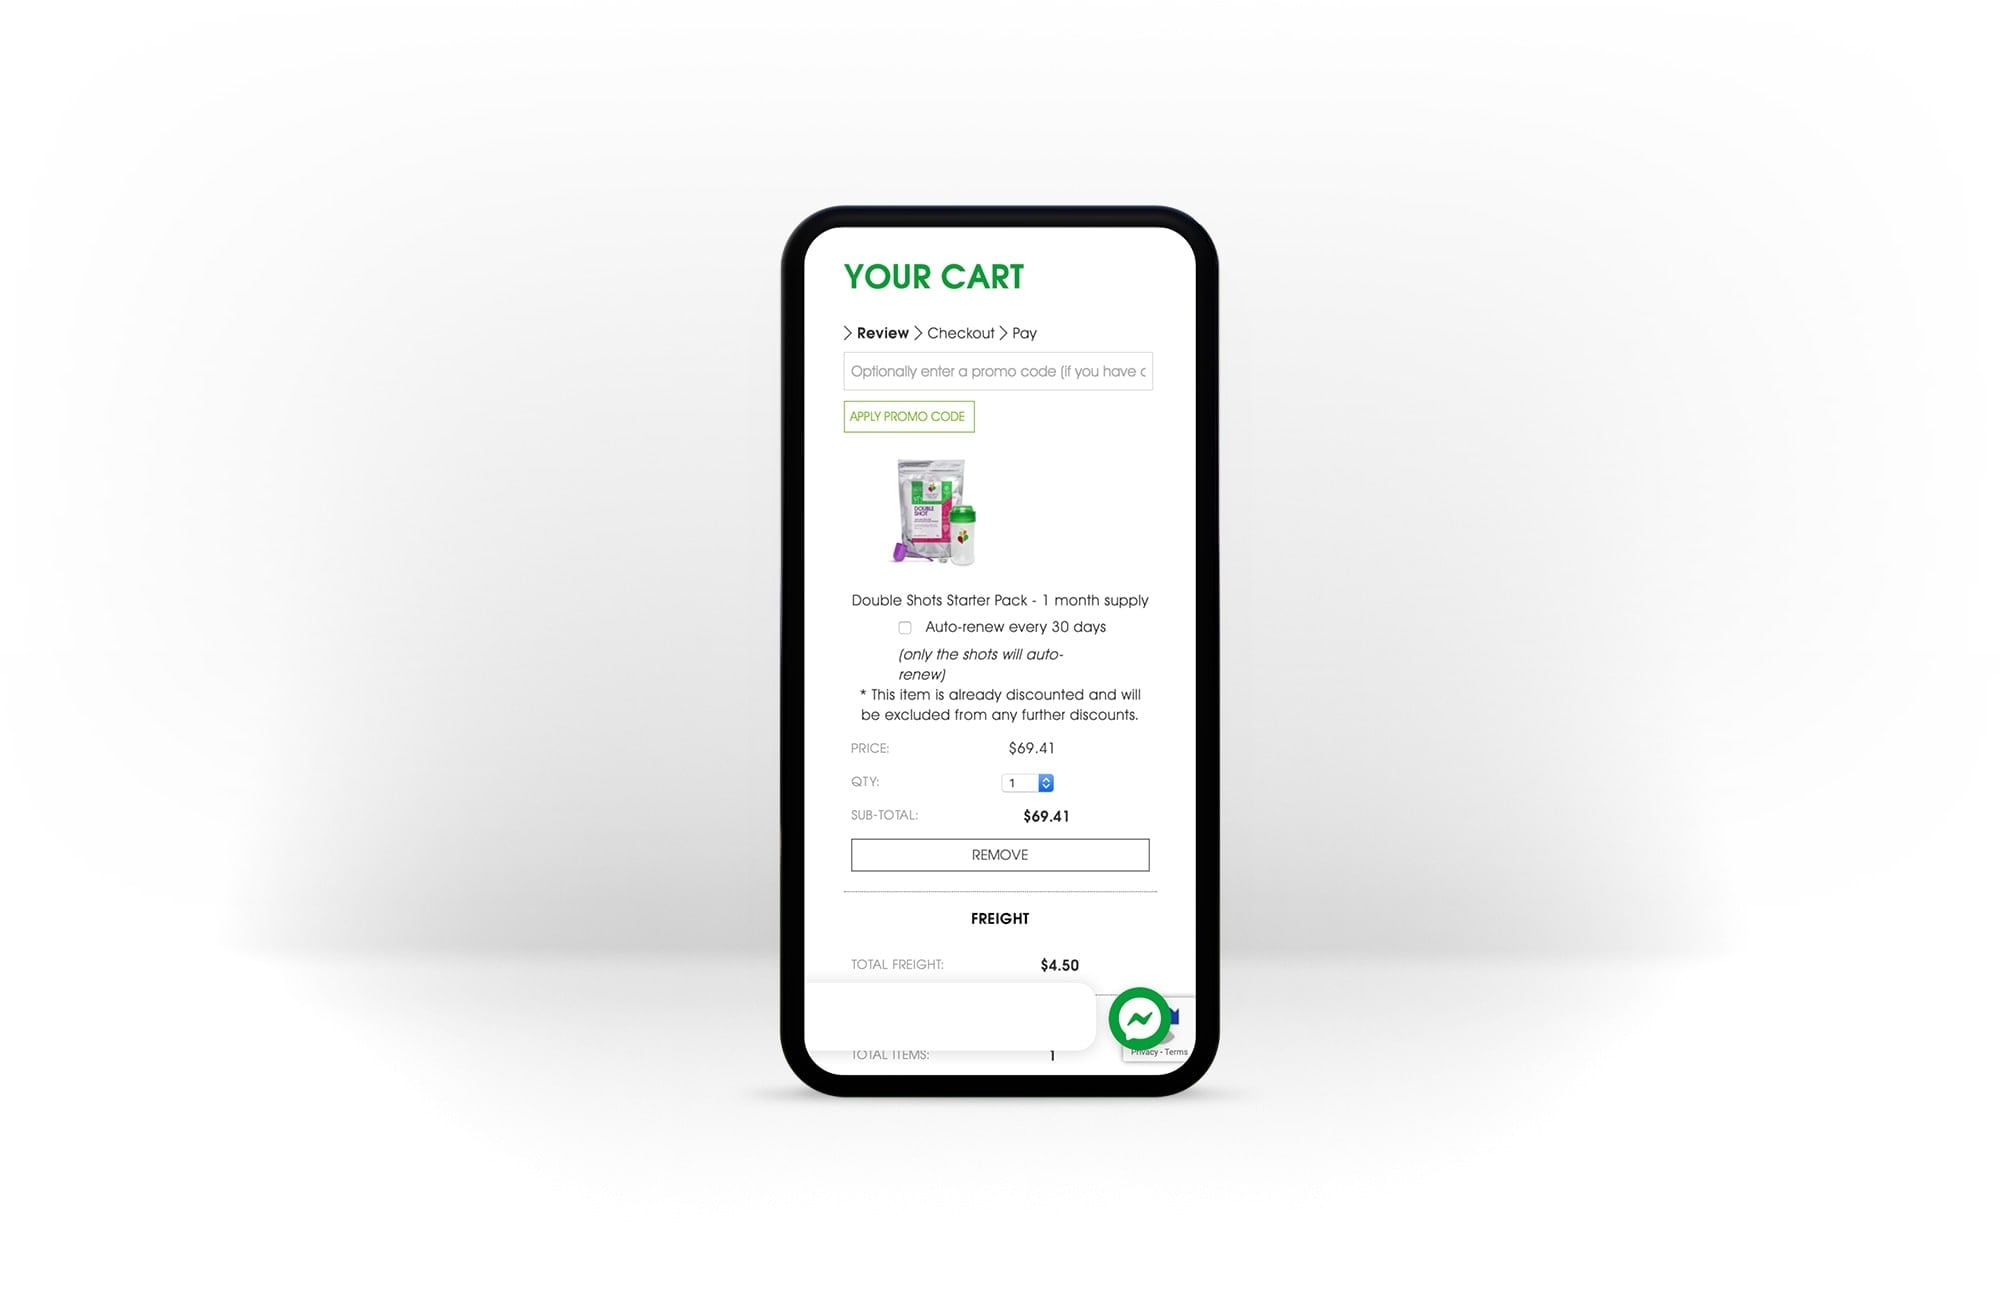 YOUR CART
Review Checkout Pay
Optionally enter a promo code (if you have o
APPLY PROMO CODE
DOUBLE
SHOT
Double Shots Starter Pack - 1 month supply
Auto-renew every 30 days
(only the shots will auto-
renew)
* This item is already discounted and will
be excluded from any further discounts.
PRICE: $69.41
QTY: 1
SUB-TOTAL: $69.41
REMOVE
FREIGHT
TOTAL FREIGHT: $4.50
Privacy - Terms
TOTAL ITEMS: 1